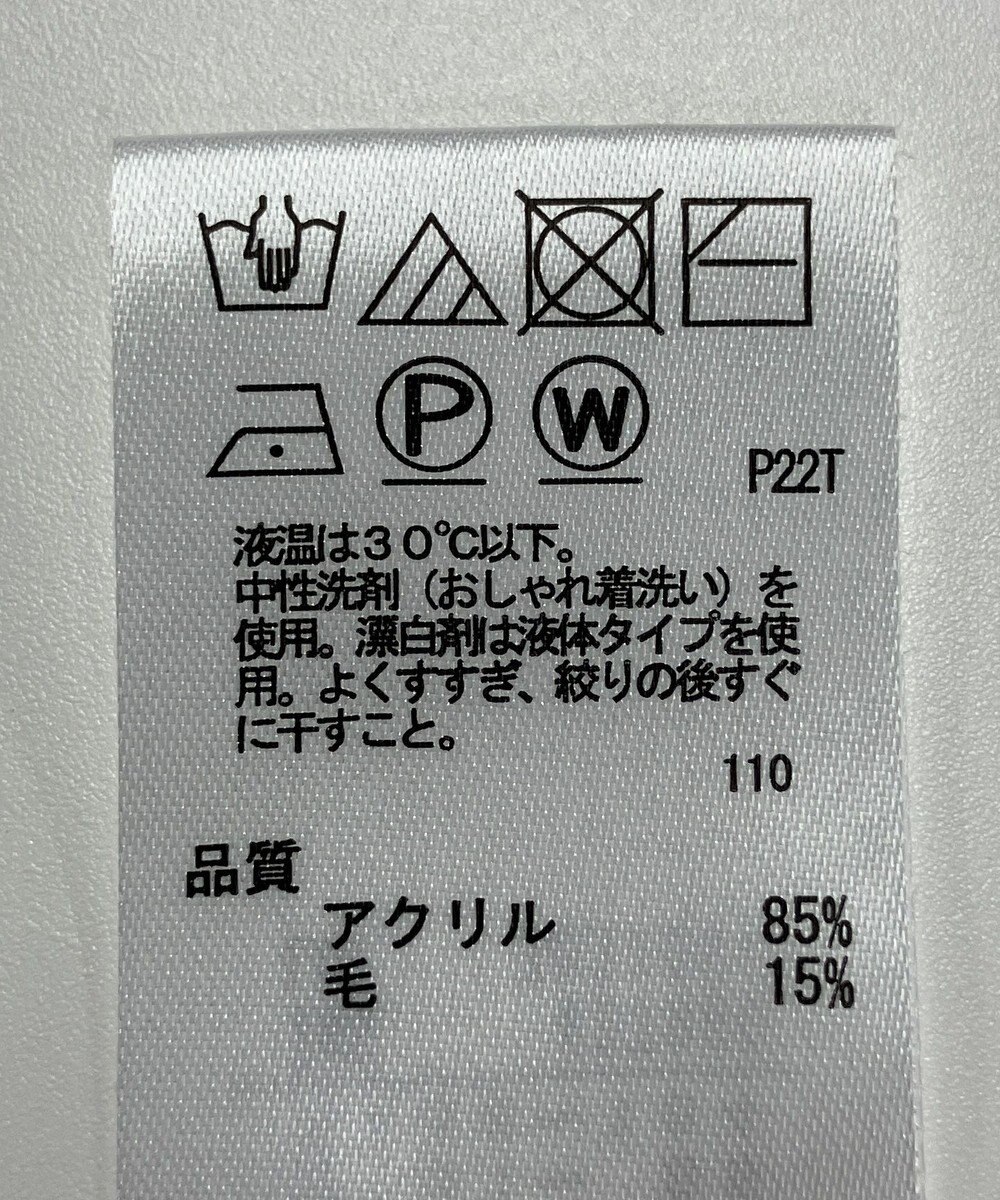 P
W
P22T
液温は30℃以下。
中性洗剤(おしゃれ着洗い)を
使用。漂白剤は液体タイプを使
用。よくすすぎ、絞りの後すぐ
に干すこと。
110
品質
アクリル 85%
毛 15%